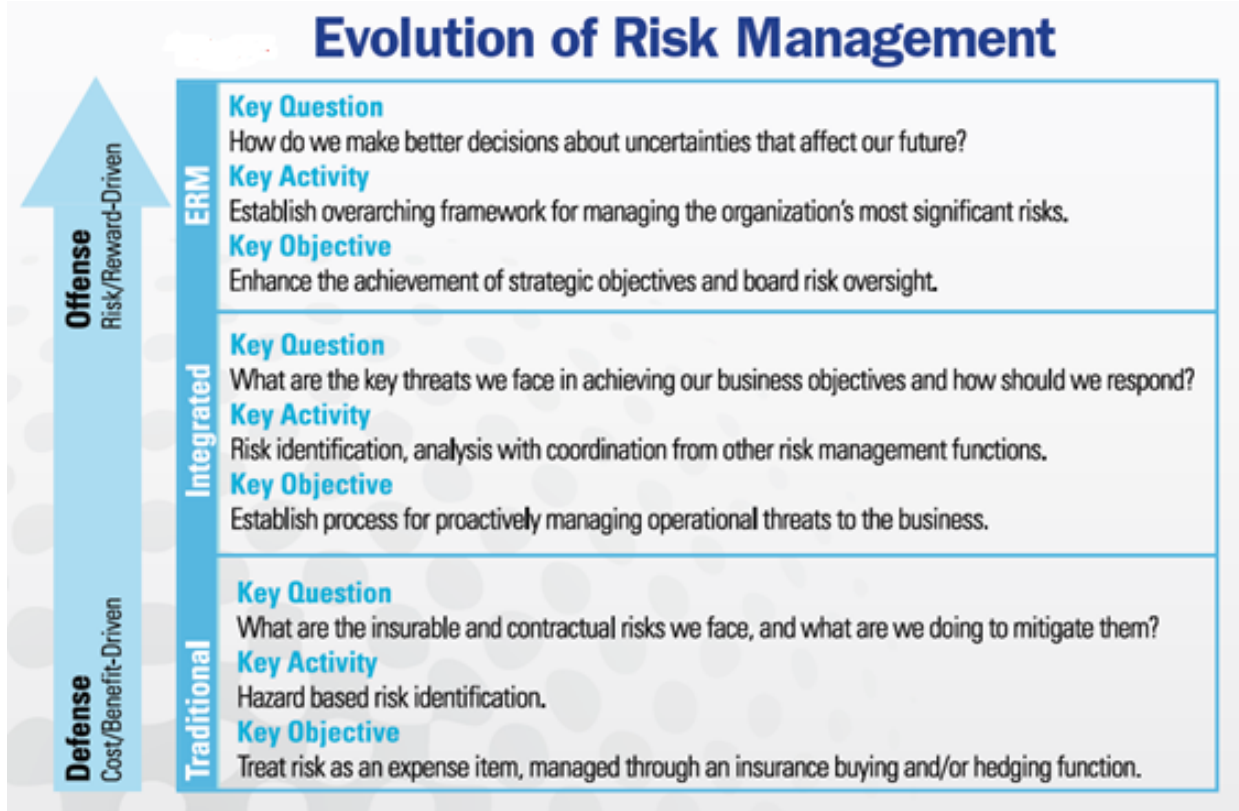 Evolution of Risk Management
Offense
Risk/Reward-Driven
Defense
Cost/Benefit-Driven
ERM
Key Question
How do we make better decisions about uncertainties that affect our future?
Key Activity
Establish overarching framework for managing the organization's most significant risks.
Key Objective
Enhance the achievement of strategic objectives and board risk oversight.
Integrated
Key Question
What are the key threats we face in achieving our business objectives and how should we respond?
Key Activity
Risk identification, analysis with coordination from other risk management functions.
Key Objective
Establish process for proactively managing operational threats to the business.
Traditional
Key Question
What are the insurable and contractual risks we face, and what are we doing to mitigate them?
Key Activity
Hazard based risk identification.
Key Objective
Treat risk as an expense item, managed through an insurance buying and/or hedging function.